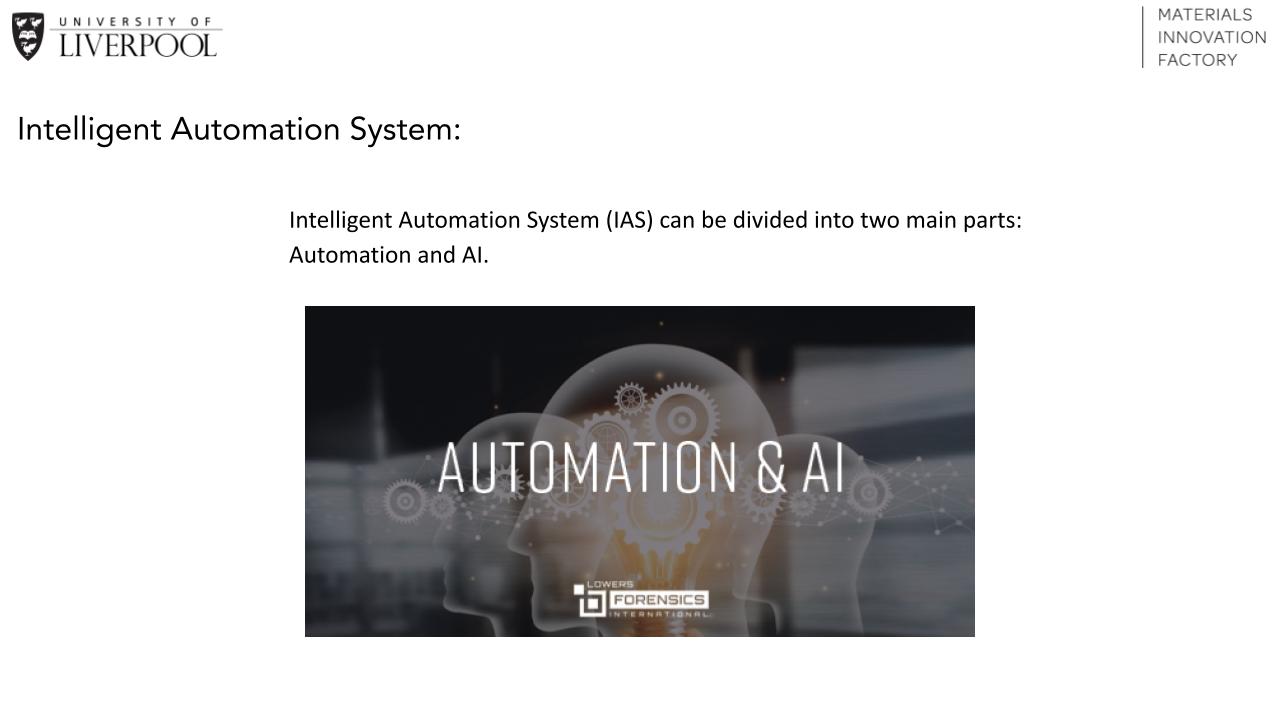 UNIVERSITY OF
LIVERPOOL
MATERIALS
INNOVATION
FACTORY
Intelligent Automation System:
Intelligent Automation System (IAS) can be divided into two main parts:
Automation and AI.
AUTOMATION & AI
LOWERS
FORENSICS
INTERNATIONAL